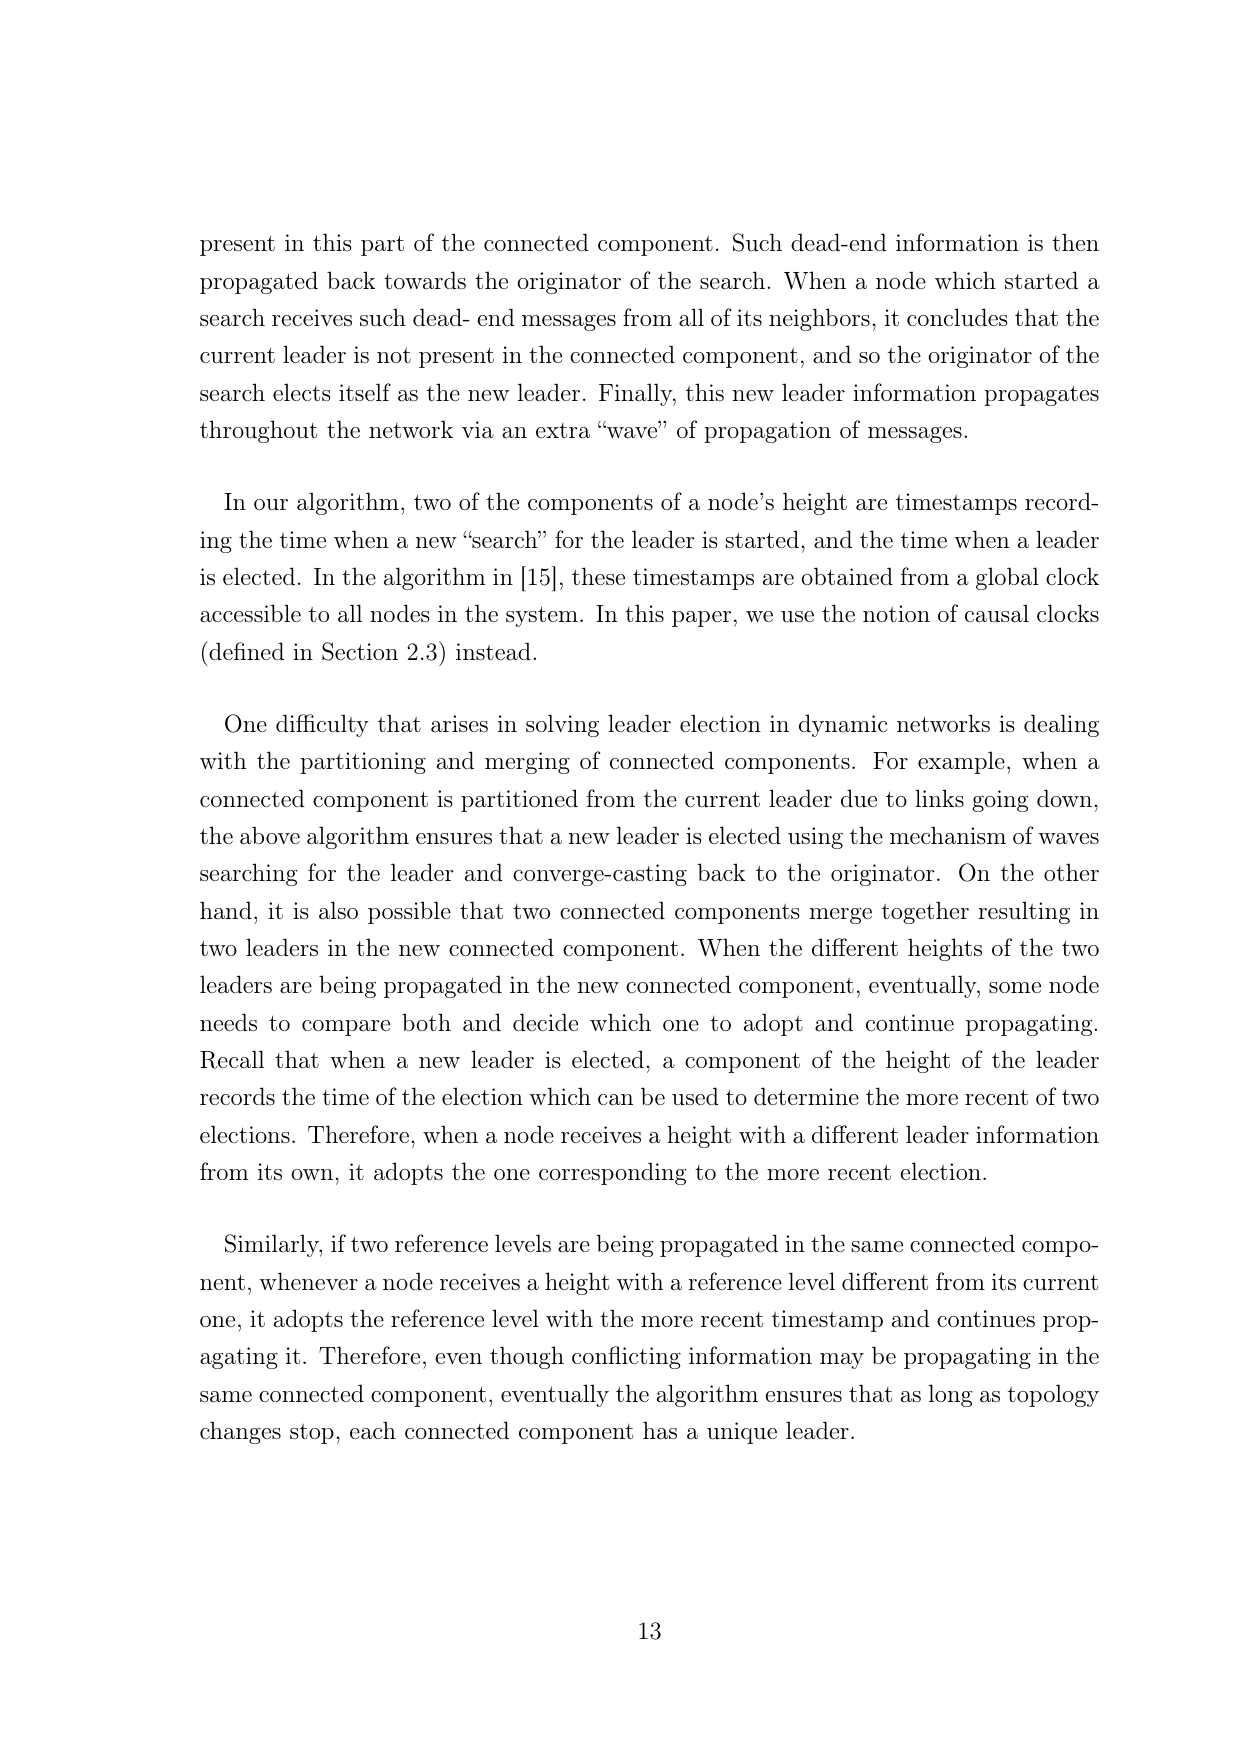 present in this part of the connected component. Such dead-end information is then
propagated back towards the originator of the search. When a node which started a
search receives such dead- end messages from all of its neighbors, it concludes that the
current leader is not present in the connected component, and so the originator of the
search elects itself as the new leader. Finally, this new leader information propagates
throughout the network via an extra “wave” of propagation of messages.
In our algorithm, two of the components of a node’s height are timestamps record-
ing the time when a new “search” for the leader is started, and the time when a leader
is elected. In the algorithm in [15], these timestamps are obtained from a global clock
accessible to all nodes in the system. In this paper, we use the notion of causal clocks
(defined in Section 2.3) instead.
One difficulty that arises in solving leader election in dynamic networks is dealing
with the partitioning and merging of connected components. For example, when a
connected component is partitioned from the current leader due to links going down,
the above algorithm ensures that a new leader is elected using the mechanism of waves
searching for the leader and converge-casting back to the originator. On the other
hand, it is also possible that two connected components merge together resulting in
two leaders in the new connected component. When the different heights of the two
leaders are being propagated in the new connected component, eventually, some node
needs to compare both and decide which one to adopt and continue propagating.
Recall that when a new leader is elected, a component of the height of the leader
records the time of the election which can be used to determine the more recent of two
elections. Therefore, when a node receives a height with a different leader information
from its own, it adopts the one corresponding to the more recent election.
Similarly, if two reference levels are being propagated in the same connected compo-
nent, whenever a node receives a height with a reference level different from its current
one, it adopts the reference level with the more recent timestamp and continues prop-
agating it. Therefore, even though conflicting information may be propagating in the
same connected component, eventually the algorithm ensures that as long as topology
changes stop, each connected component has a unique leader.
13